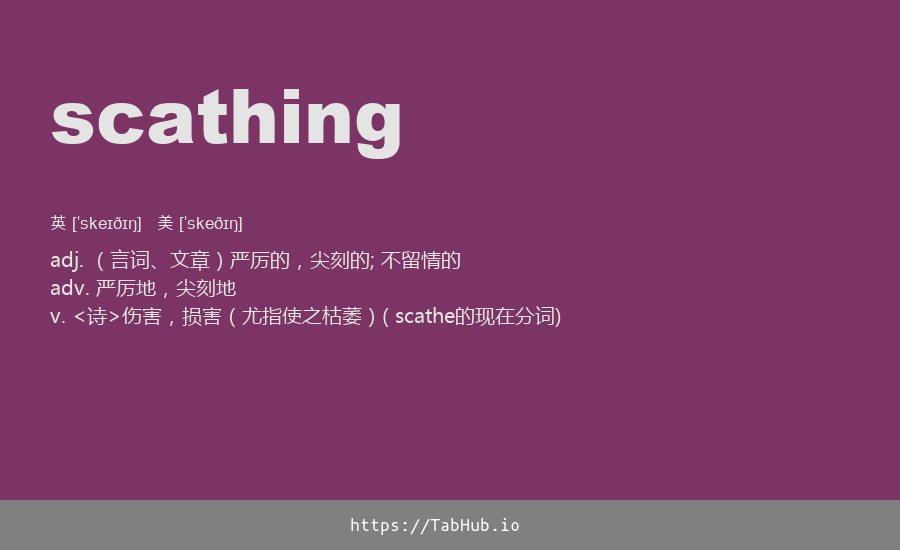 scathing
英 [ˈskeɪðɪŋ] 美 [ˈskeðɪŋ]
adj.（言词、文章）严厉的，尖刻的; 不留情的
adv. 严厉地，尖刻地
v. <诗>伤害，损害（尤指使之枯萎）( scathe的现在分词)
https://TabHub.io